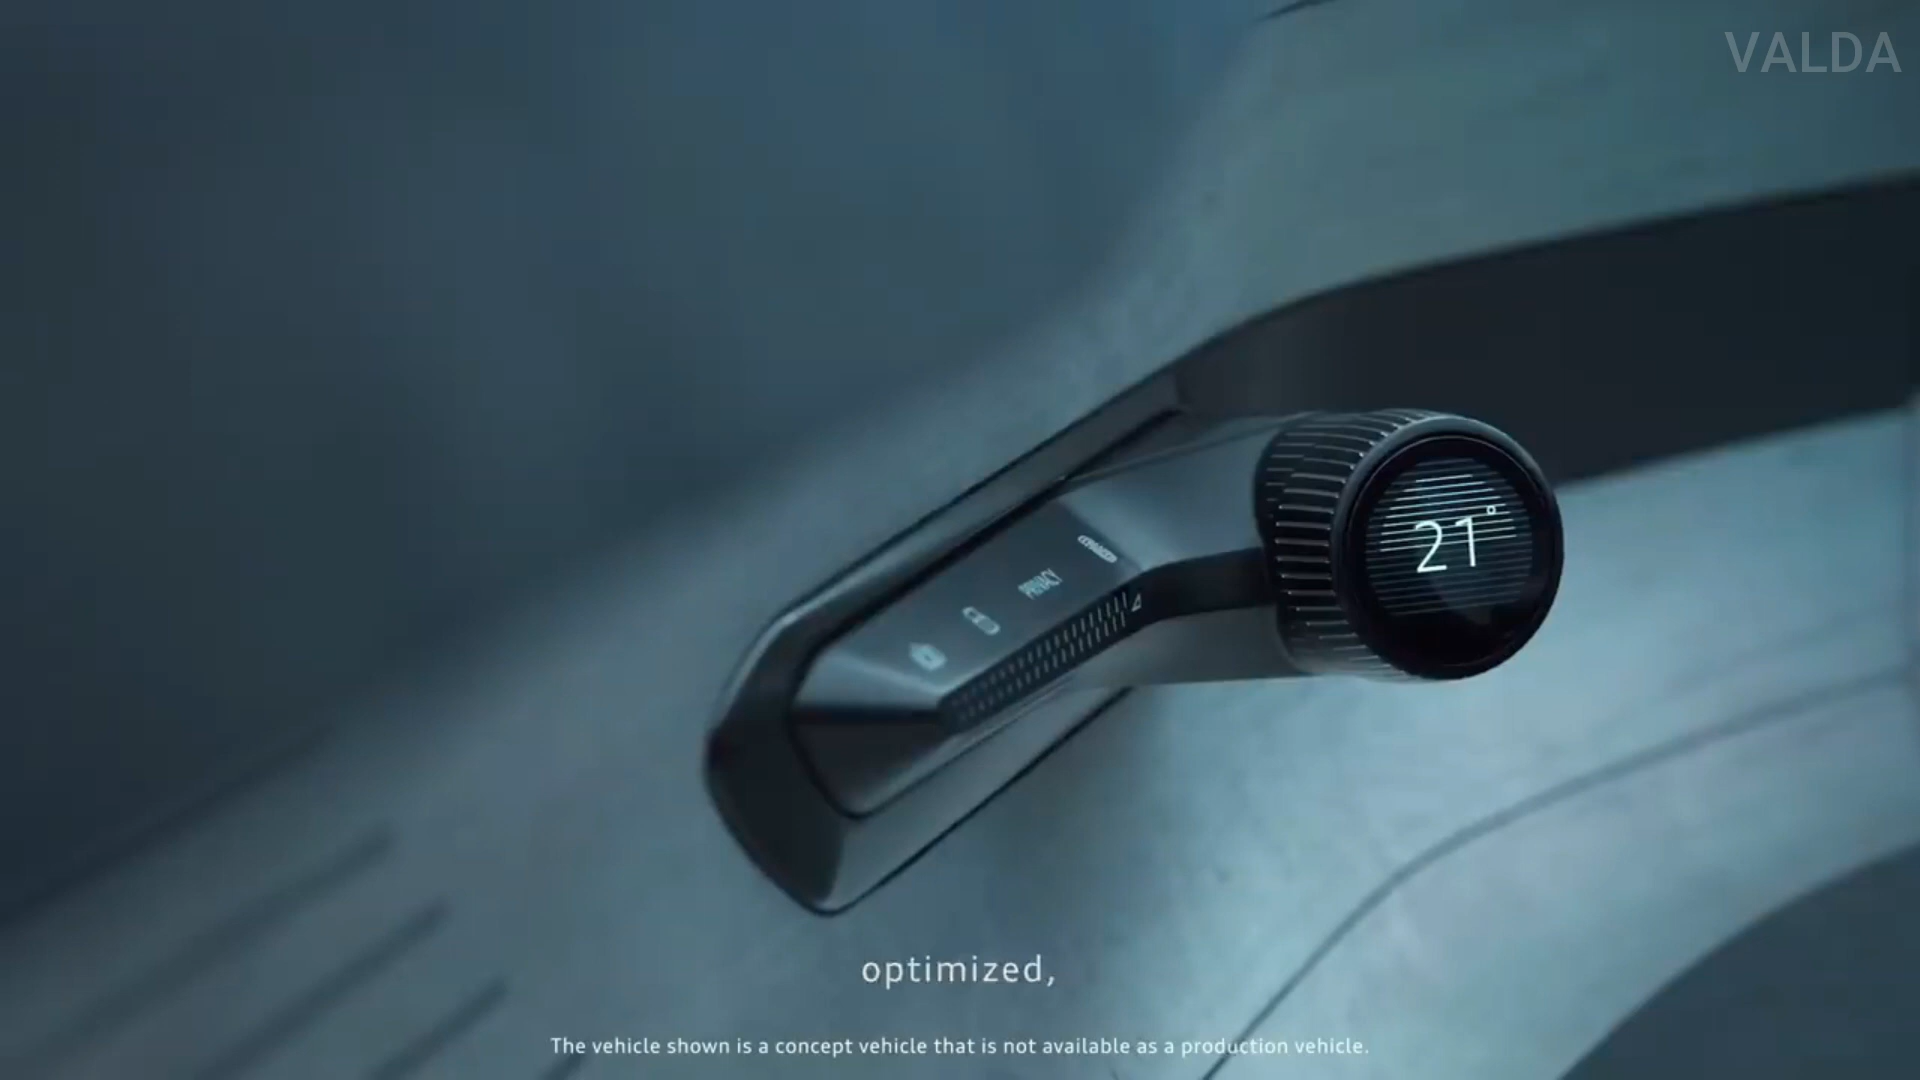 VALDA
21°
PRIVACY
optimized,
The vehicle shown is a concept vehicle that is not available as a production vehicle.